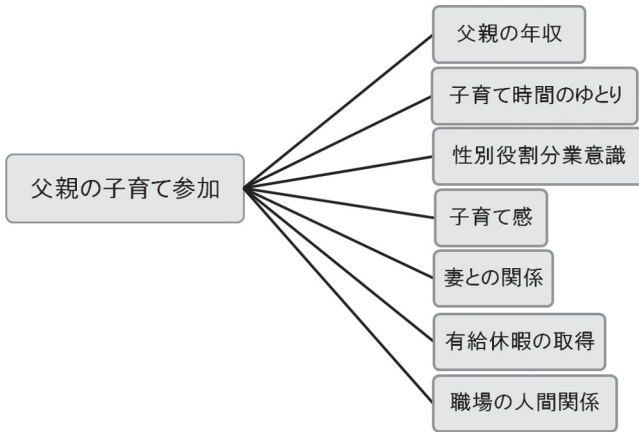 父親の年収
子育て時間のゆとり
性別役割分業意識
父親の子育て参加
子育て感
妻との関係
有給休暇の取得
職場の人間関係